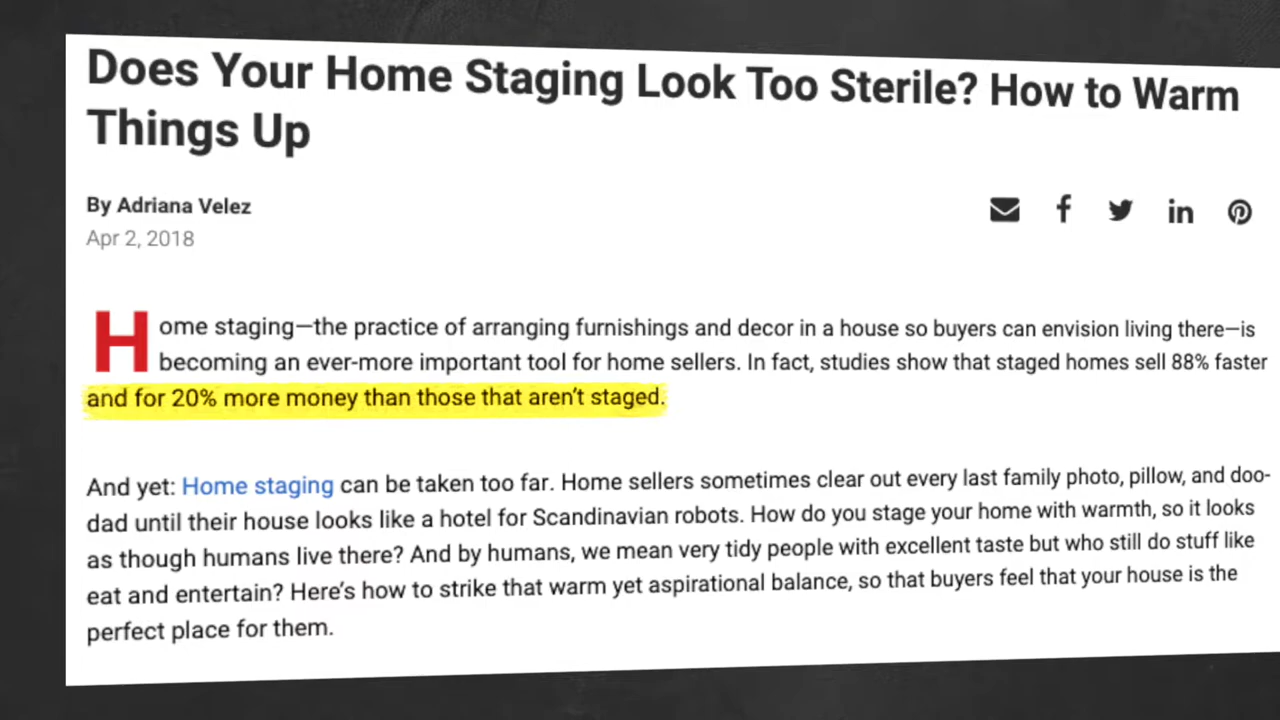 Does Your Home Staging Look Too Sterile? How to Warm
Things Up
By Adriana Velez
Apr 2, 2018
Home staging—the practice of arranging furnishings and decor in a house so buyers can envision living there—is
becoming an ever-more important tool for home sellers. In fact, studies show that staged homes sell 88% faster
and for 20% more money than those that aren’t staged.
And yet: Home staging can be taken too far. Home sellers sometimes clear out every last family photo, pillow, and doo-
dad until their house looks like a hotel for Scandinavian robots. How do you stage your home with warmth, so it looks
as though humans live there? And by humans, we mean very tidy people with excellent taste but who still do stuff like
eat and entertain? Here’s how to strike that warm yet aspirational balance, so that buyers feel that your house is the
perfect place for them.